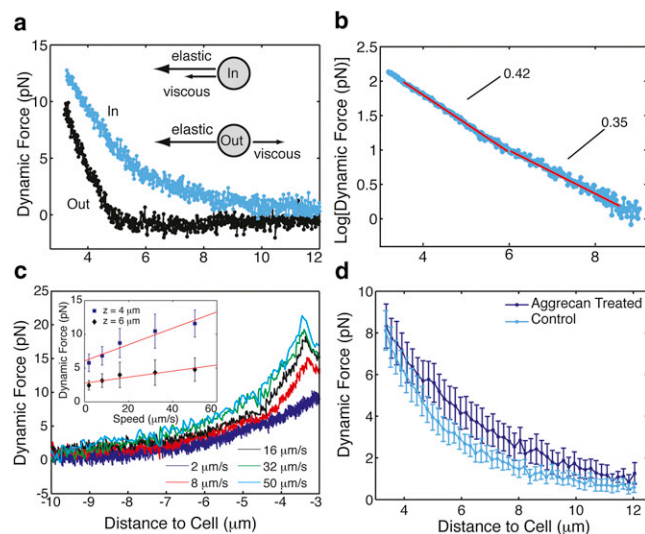 a
15
10
5
0
Dynamic Force (pN)
4 6 8 10 12
elastic
In
viscous
In
elastic
Out
viscous
Out
b
2.5
2
1.5
1
0.5
0
Log[Dynamic Force (pN)]
0.42
0.35
4 6 8
c
25
20
15
10
5
0
-5
Dynamic Force (pN)
15
10
5
0
Dynamic Force (pN)
z = 4 μm
z = 6 μm
0 20 40 60
Speed (μm/s)
2 μm/s
8 μm/s
16 μm/s
32 μm/s
50 μm/s
-10 -9 -8 -7 -6 -5 -4 -3
Distance to Cell (μm)
d
10
8
6
4
2
0
Dynamic Force (pN)
Aggrecan Treated
Control
4 6 8 10 12
Distance to Cell (μm)